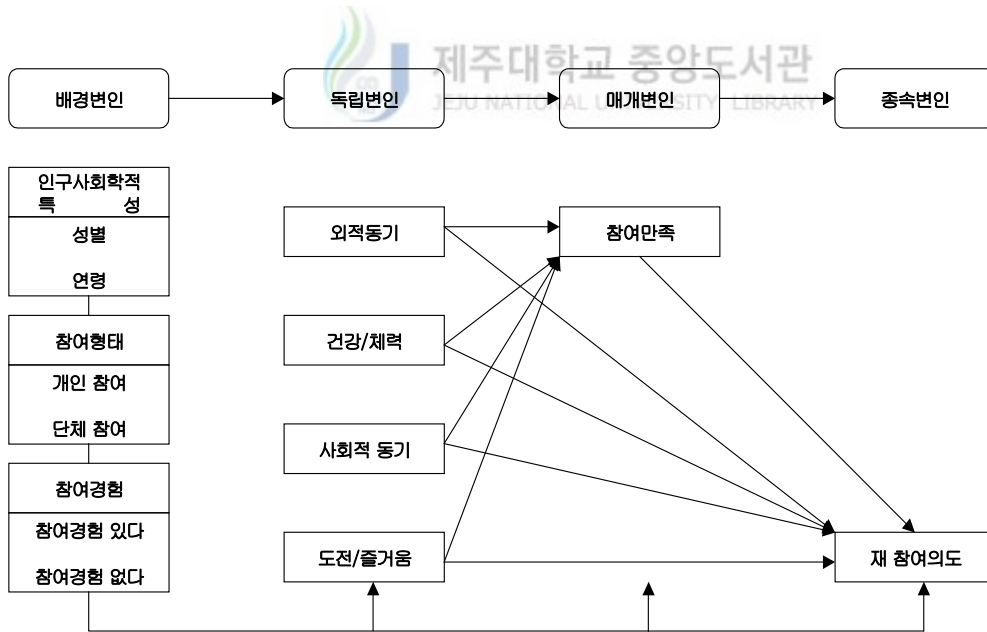 제주대학교 중앙도서관
JEJU NATIONAL UNIVERSITY LIBRARY
배경변인
독립변인
매개변인
종속변인
인구사회학적
특 성
성별
연령
참여형태
개인 참여
단체 참여
참여경험
참여경험 있다
참여경험 없다
외적동기
건강/체력
사회적 동기
도전/즐거움
참여만족
재 참여의도